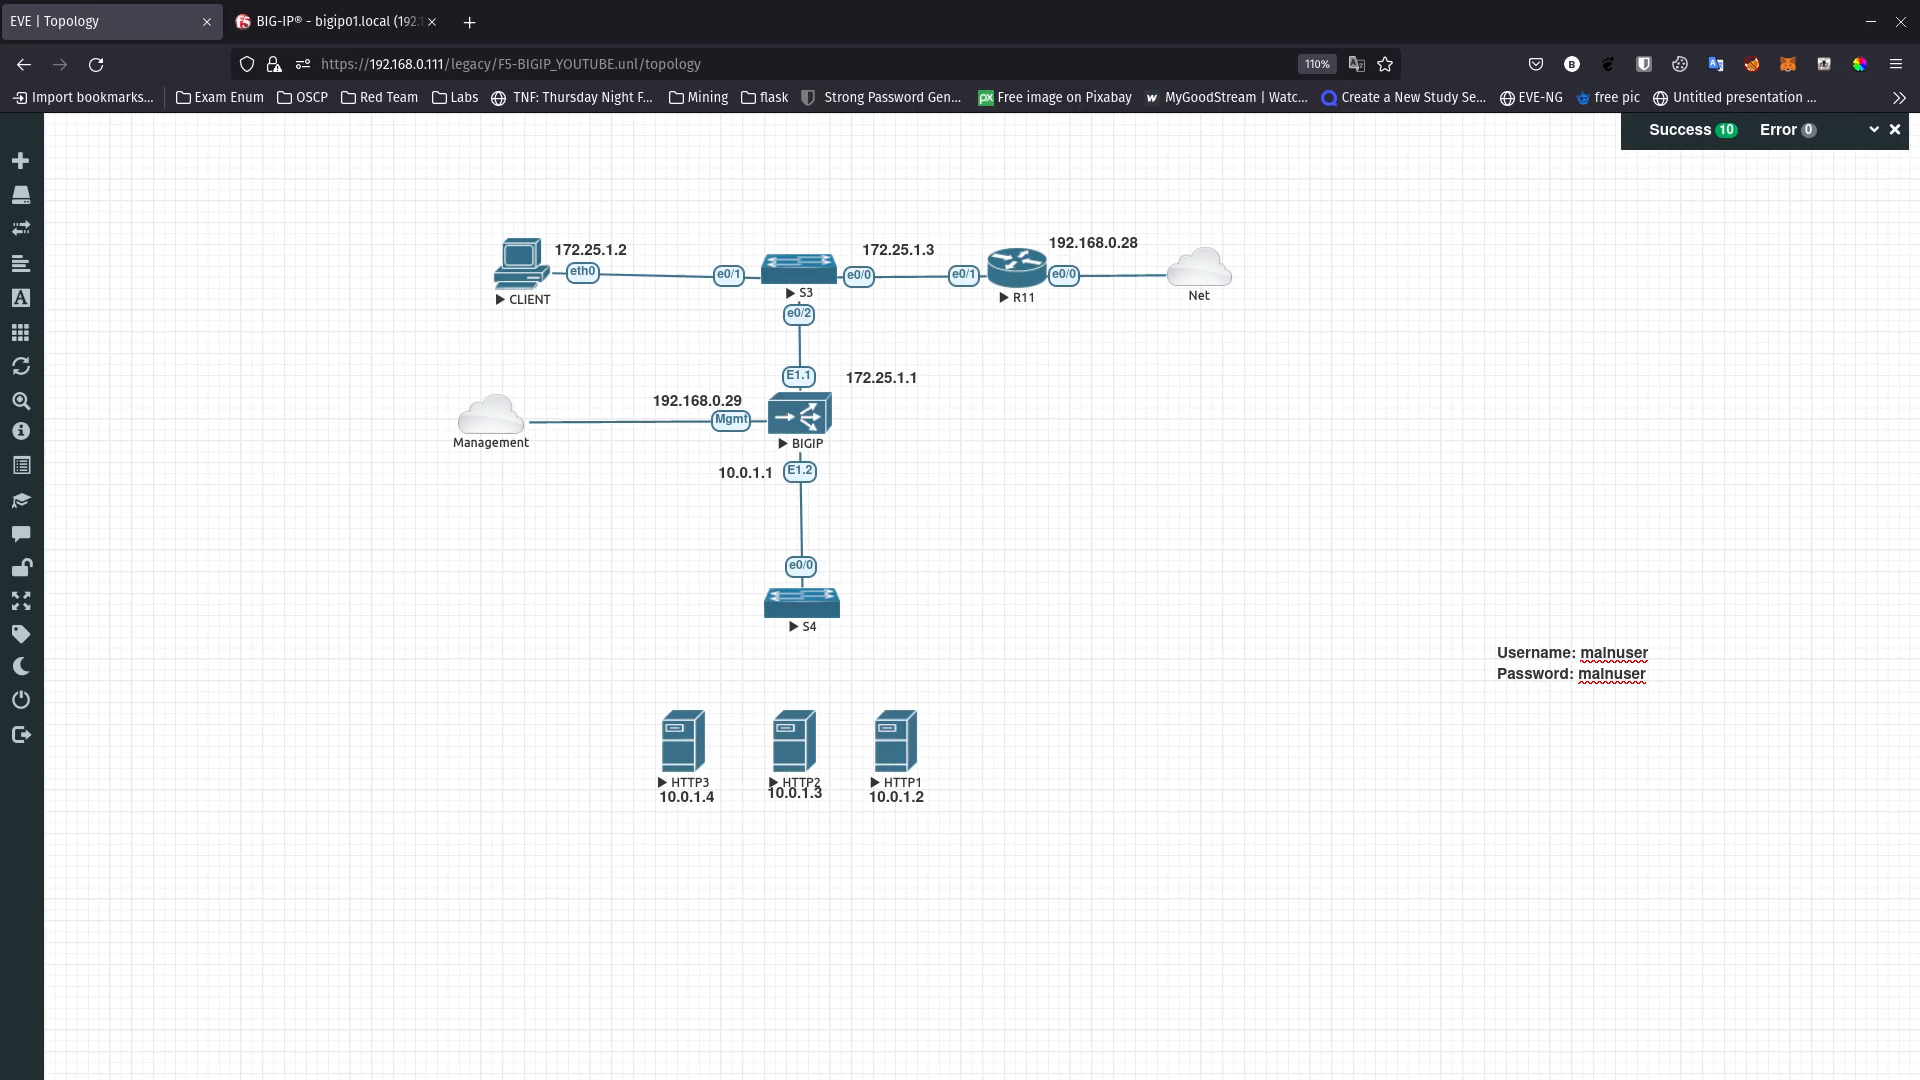 EVE | Topology
BIG-IP® - bigip01.local (192.1
https://192.168.0.111/legacy/F5-BIGIP_YOUTUBE.unl/topology
110%
Import bookmarks...
Exam Enum
OSCP
Red Team
Labs
TNF: Thursday Night F...
Mining
flask
Strong Password Gen...
Free image on Pixabay
MyGoodStream | Watc...
Create a New Study Se...
EVE-NG
free pic
Untitled presentation ...
Success 10 Error 0
172.25.1.2
172.25.1.3
192.168.0.28
eth0
e0/1
e0/0
e0/1
e0/0
CLIENT
S3
R11
Net
e0/2
E1.1
172.25.1.1
192.168.0.29
Mgmt
Management
BIGIP
10.0.1.1
E1.2
e0/0
S4
Username: mainuser
Password: mainuser
HTTP3
HTTP2
HTTP1
10.0.1.4
10.0.1.3
10.0.1.2